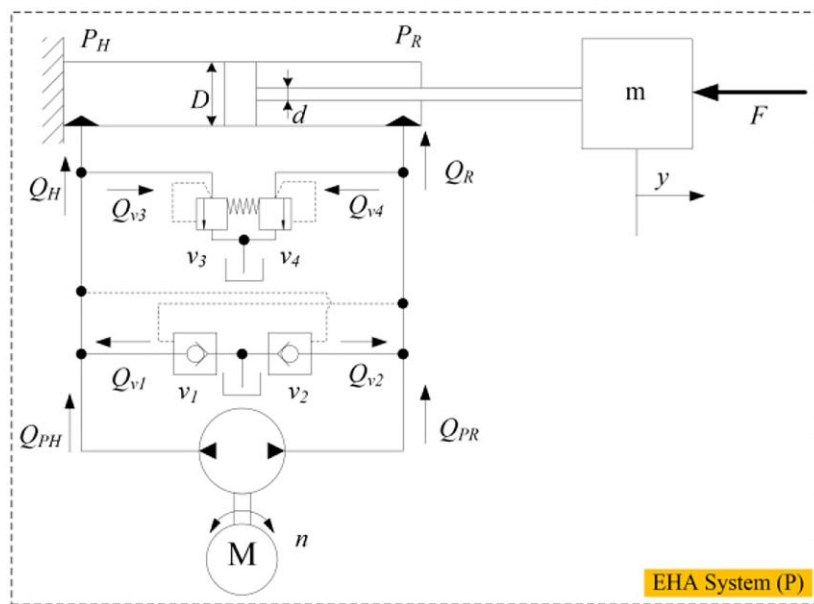 P_H P_R
D d m F
y
Q_H Q_v3 Q_v4 Q_R
v_3 v_4
Q_v1 v_1 v_2 Q_v2
Q_PH Q_PR
M n
EHA System (P)